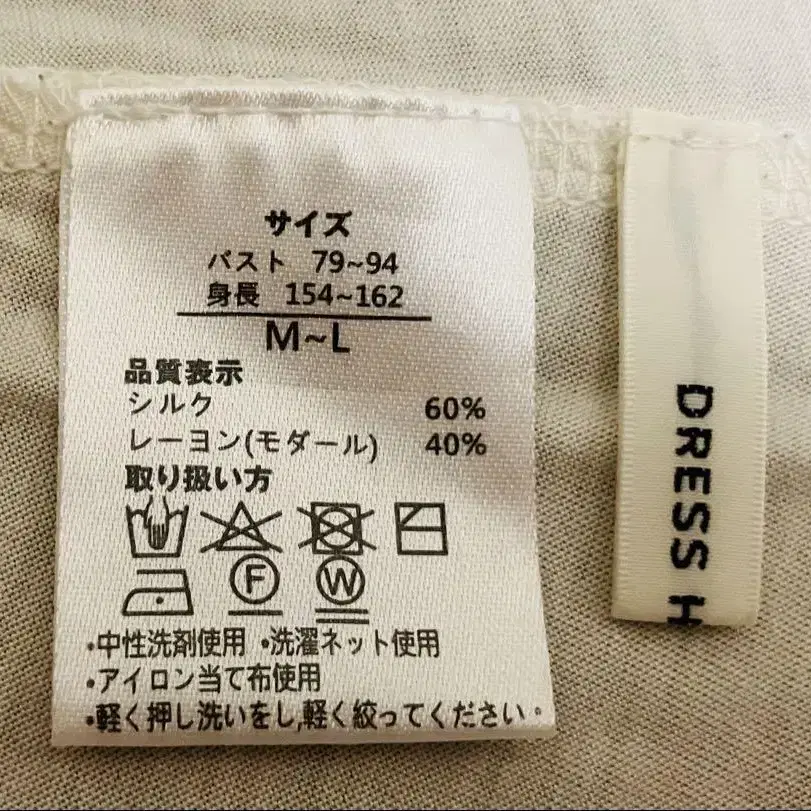 サイズ
バスト 79~94
身長 154~162
M~L
品質表示
シルク 60%
レーヨン(モダール) 40%
取り扱い方
F W
•中性洗剤使用 •洗濯ネット使用
•アイロン当て布使用
•軽く押し洗いをし,軽く絞ってください。
DRESS H